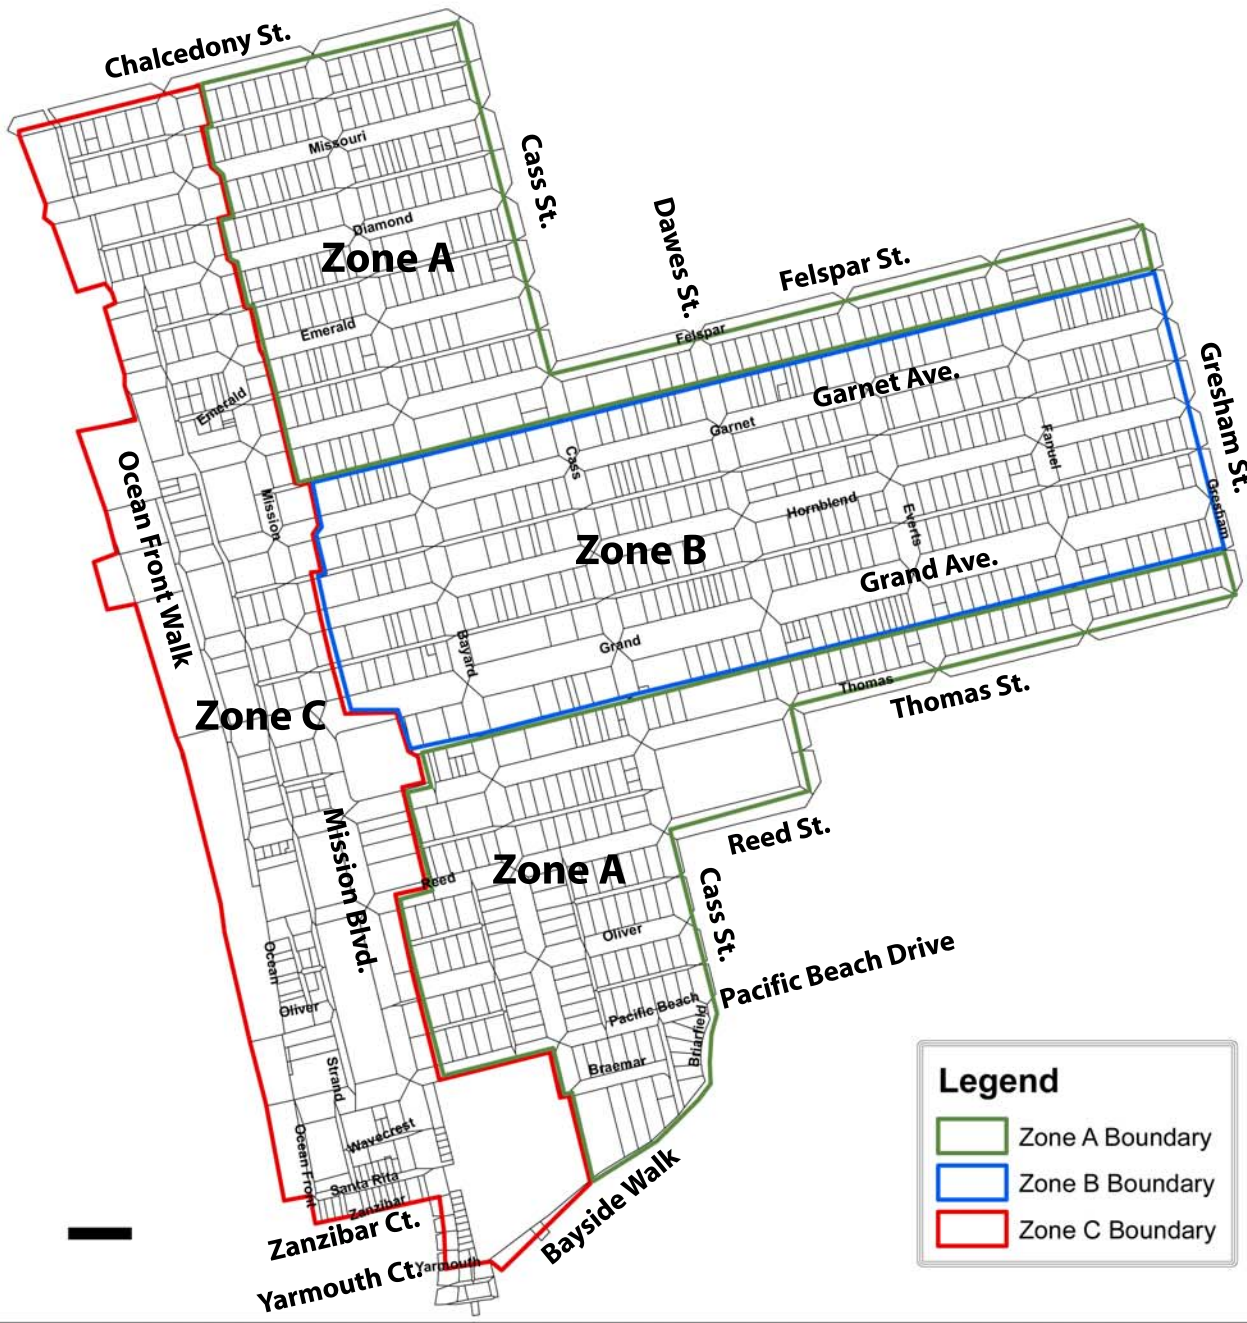 Chalcedony St.
Missouri
Cass St.
Dawes St.
Diamond
Zone A
Felspar St.
Emerald
Felspar
Garnet Ave.
Gresham St.
Emerald
Garnet
Cass
Fanuel
Ocean Front Walk
Mission
Hornblend
Everts
Gresham
Zone B
Grand Ave.
Bayard
Grand
Thomas
Thomas St.
Zone C
Mission Blvd.
Reed St.
Zone A
Reed
Cass St.
Oliver
Ocean
Pacific Beach Drive
Oliver
Pacific Beach
Briarfield
Strand
Braemar
Wavecrest
Ocean Front
Santa Rita
Zanzibar
Zanzibar Ct.
Bayside Walk
Yarmouth Ct.
Yarmouth
Legend
Zone A Boundary
Zone B Boundary
Zone C Boundary